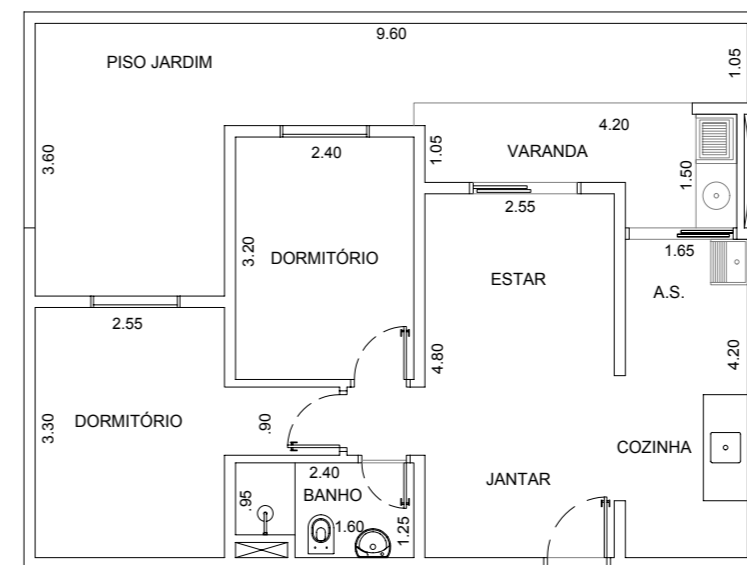 9.60
PISO JARDIM
1.05
4.20
3.60
2.40
1.05
VARANDA
1.50
2.55
3.20
DORMITÓRIO
1.65
ESTAR
A.S.
2.55
4.80
4.20
3.30
DORMITÓRIO
.90
COZINHA
2.40
JANTAR
.95
BANHO
1.60
1.25